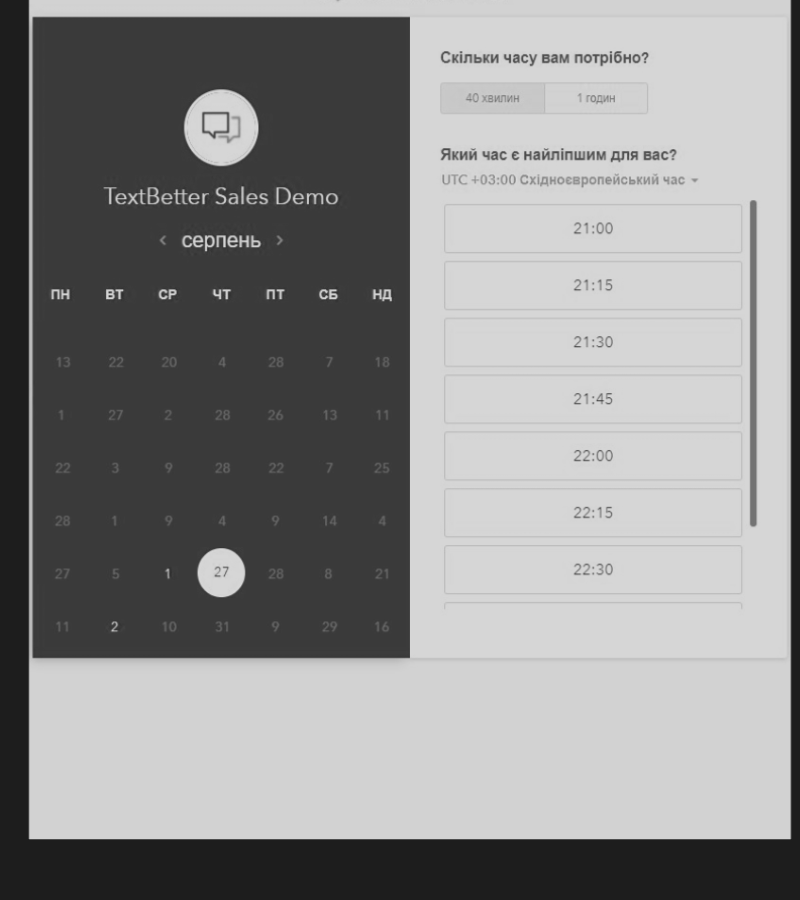 TextBetter Sales Demo
< серпень >
ПН ВТ СР ЧТ ПТ СБ НД
13 22 20 4 28 7 18
1 27 2 28 26 13 11
22 3 9 28 22 7 25
28 1 9 4 9 14 4
27 5 1 27 28 8 21
11 2 10 31 9 29 16
Скільки часу вам потрібно?
40 хвилин 1 годин
Який час є найліпшим для вас?
UTC +03:00 Східноєвропейський час
21:00
21:15
21:30
21:45
22:00
22:15
22:30